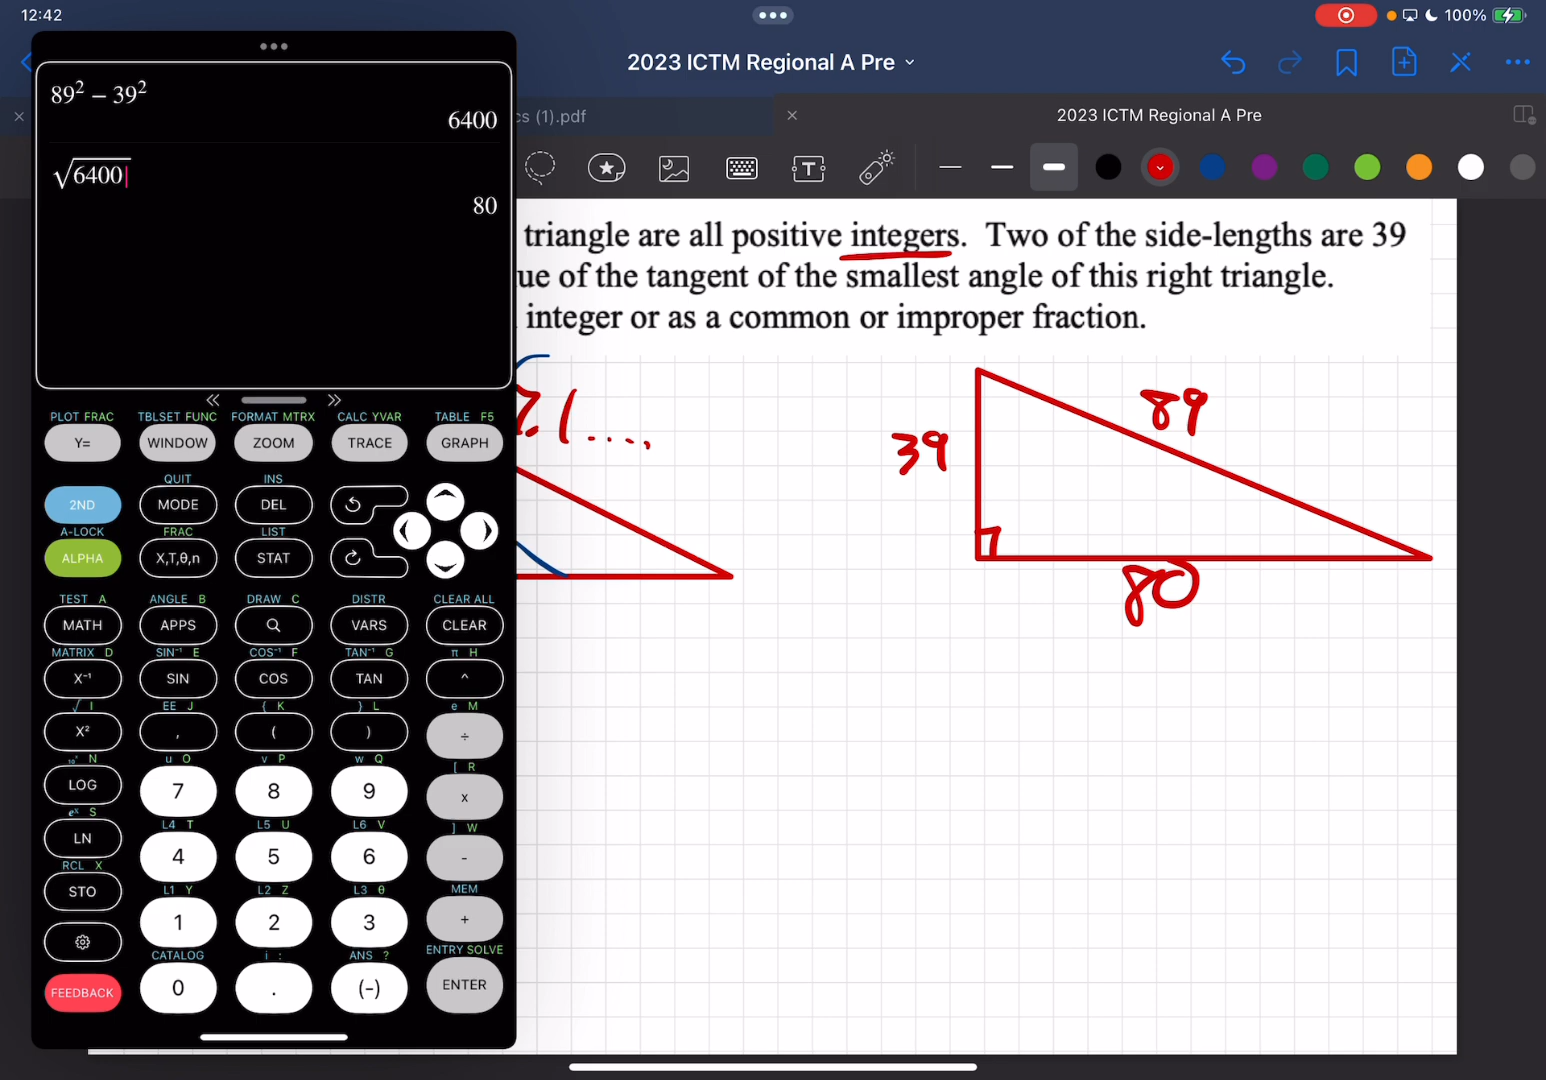 12:42
100%
2023 ICTM Regional A Pre
cs (1).pdf
2023 ICTM Regional A Pre
89² – 39²
6400
√6400
80
triangle are all positive integers. Two of the side-lengths are 39
ue of the tangent of the smallest angle of this right triangle.
integer or as a common or improper fraction.
39
89
80
PLOT FRAC TBLSET FUNC FORMAT MTRX CALC YVAR TABLE F5
Y= WINDOW ZOOM TRACE GRAPH
QUIT INS
2ND MODE DEL
A-LOCK FRAC LIST
ALPHA X,T,θ,n STAT
TEST A ANGLE B DRAW C DISTR CLEAR ALL
MATH APPS VARS CLEAR
MATRIX D SIN⁻¹ E COS⁻¹ F TAN⁻¹ G π H
X⁻¹ SIN COS TAN ^
√ I EE J { K } L e M
X² , ( ) ÷
10ˣ N u O v P w Q [ R
LOG 7 8 9 x
eˣ S L4 T L5 U L6 V ] W
LN 4 5 6 -
RCL X L1 Y L2 Z L3 θ MEM
STO 1 2 3 +
CATALOG i : ANS ? ENTRY SOLVE
FEEDBACK 0 . (-) ENTER